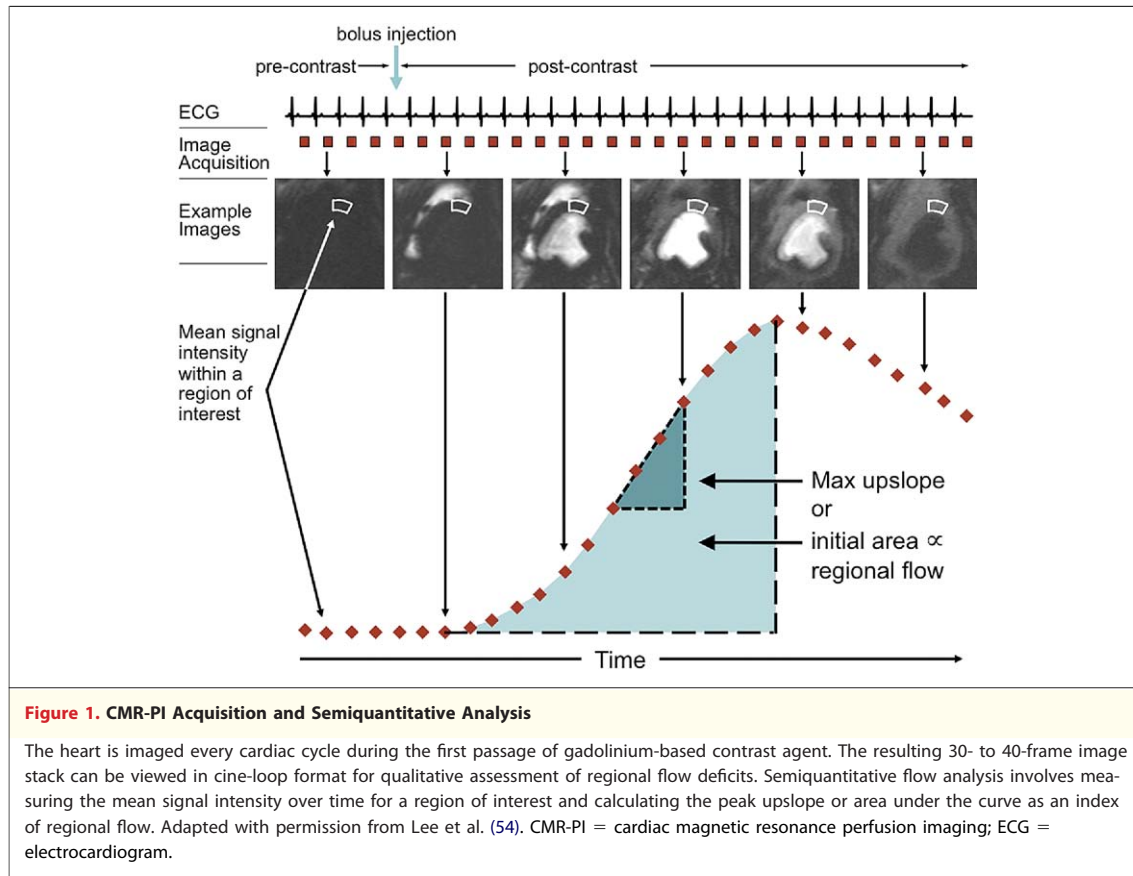 bolus injection
pre-contrast
post-contrast
ECG
Image
Acquisition
Example
Images
Mean signal
intensity
within a
region of
interest
Max upslope
or
initial area ∝
regional flow
Time
Figure 1. CMR-PI Acquisition and Semiquantitative Analysis
The heart is imaged every cardiac cycle during the first passage of gadolinium-based contrast agent. The resulting 30- to 40-frame image
stack can be viewed in cine-loop format for qualitative assessment of regional flow deficits. Semiquantitative flow analysis involves mea-
suring the mean signal intensity over time for a region of interest and calculating the peak upslope or area under the curve as an index
of regional flow. Adapted with permission from Lee et al. (54). CMR-PI = cardiac magnetic resonance perfusion imaging; ECG =
electrocardiogram.